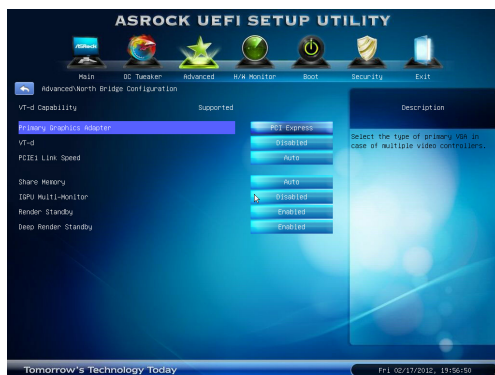 ASROCK UEFI SETUP UTILITY
ASRock
Main OC Tweaker Advanced H/W Monitor Boot Security Exit
Advanced\North Bridge Configuration
VT-d Capability Supported
Description
Primary Graphics Adapter PCI Express
Select the type of primary VGA in
case of multiple video controllers.
VT-d Disabled
PCIE1 Link Speed Auto
Share Memory Auto
IGPU Multi-Monitor Disabled
Render Standby Enabled
Deep Render Standby Enabled
Tomorrow's Technology Today
Fri 02/17/2012, 19:56:50